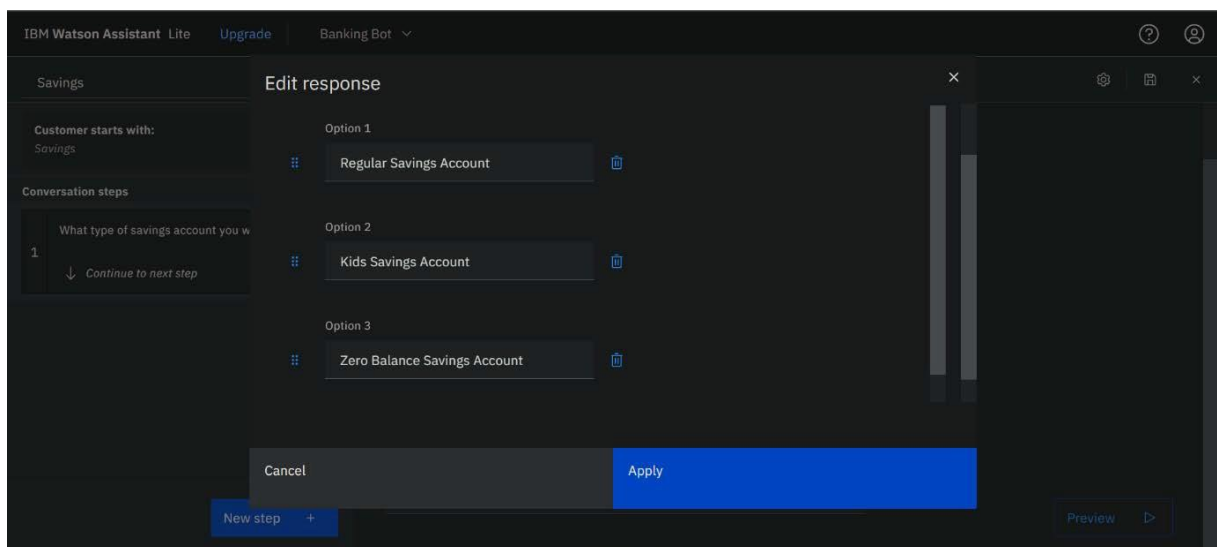 IBM Watson Assistant Lite Upgrade Banking Bot
Savings
Edit response
Customer starts with:
Savings
Option 1
Regular Savings Account
Conversation steps
What type of savings account you w
1
Continue to next step
Option 2
Kids Savings Account
Option 3
Zero Balance Savings Account
Cancel
Apply
New step +
Preview